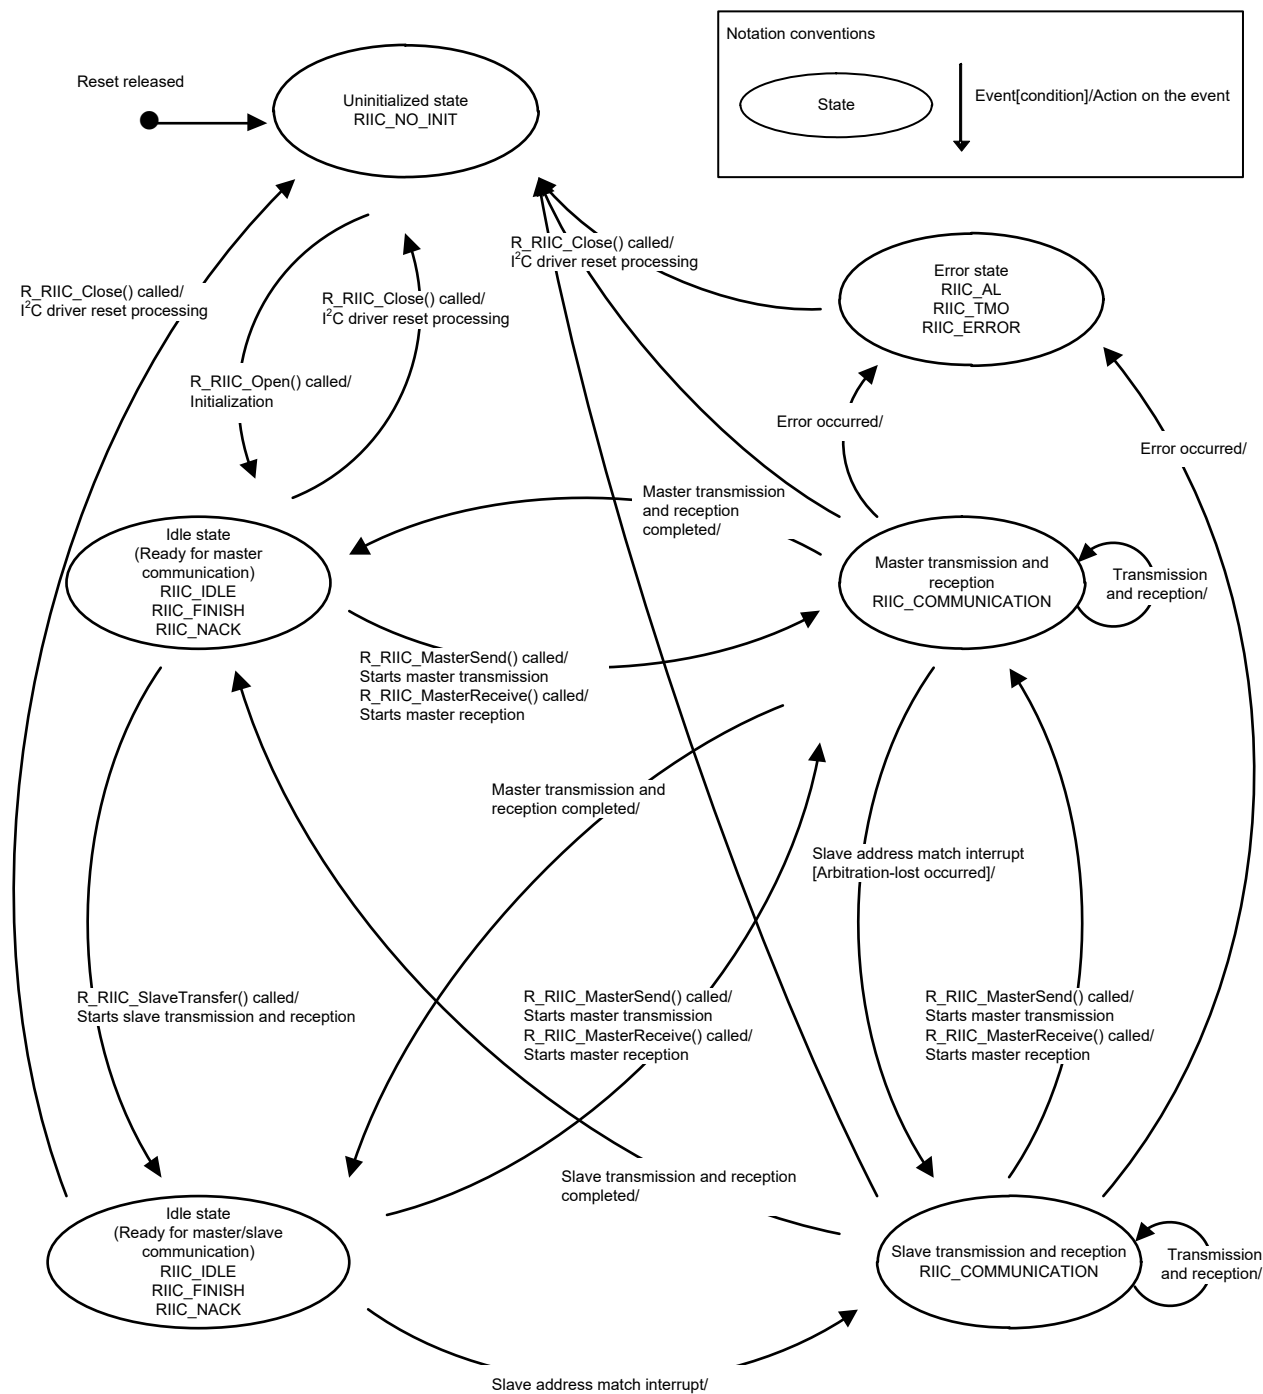 Notation conventions
Reset released
Uninitialized state
RIIC_NO_INIT
State
Event[condition]/Action on the event
R_RIIC_Close() called/
I²C driver reset processing
R_RIIC_Close() called/
I²C driver reset processing
R_RIIC_Close() called/
I²C driver reset processing
Error state
RIIC_AL
RIIC_TMO
RIIC_ERROR
R_RIIC_Open() called/
Initialization
Error occurred/
Error occurred/
Master transmission
and reception
completed/
Idle state
(Ready for master
communication)
RIIC_IDLE
RIIC_FINISH
RIIC_NACK
Master transmission and
reception
RIIC_COMMUNICATION
Transmission
and reception/
R_RIIC_MasterSend() called/
Starts master transmission
R_RIIC_MasterReceive() called/
Starts master reception
Master transmission and
reception completed/
Slave address match interrupt
[Arbitration-lost occurred]/
R_RIIC_SlaveTransfer() called/
Starts slave transmission and reception
R_RIIC_MasterSend() called/
Starts master transmission
R_RIIC_MasterReceive() called/
Starts master reception
R_RIIC_MasterSend() called/
Starts master transmission
R_RIIC_MasterReceive() called/
Starts master reception
Slave transmission and reception
completed/
Idle state
(Ready for master/slave
communication)
RIIC_IDLE
RIIC_FINISH
RIIC_NACK
Slave transmission and reception
RIIC_COMMUNICATION
Transmission
and reception/
Slave address match interrupt/